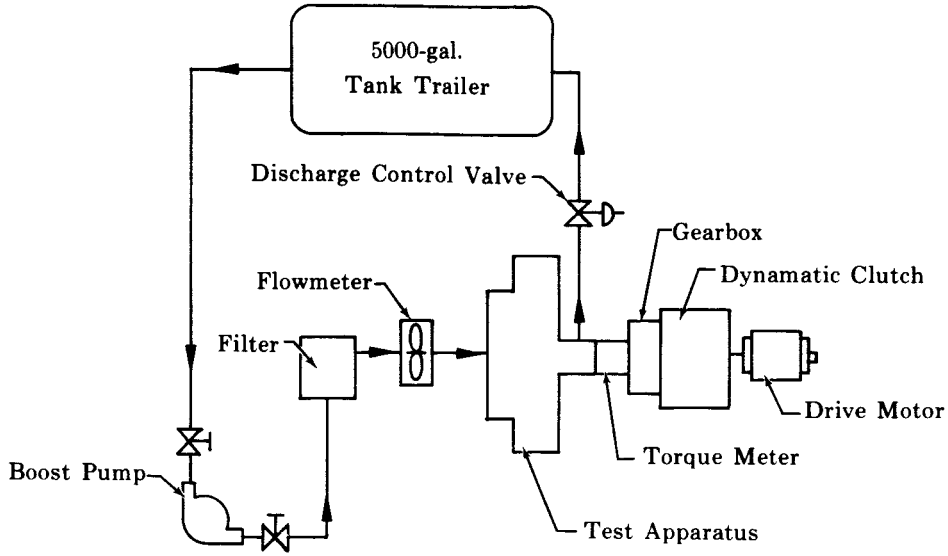 5000-gal.
Tank Trailer
Discharge Control Valve
Gearbox
Flowmeter
Dynamatic Clutch
Filter
Drive Motor
Torque Meter
Boost Pump
Test Apparatus